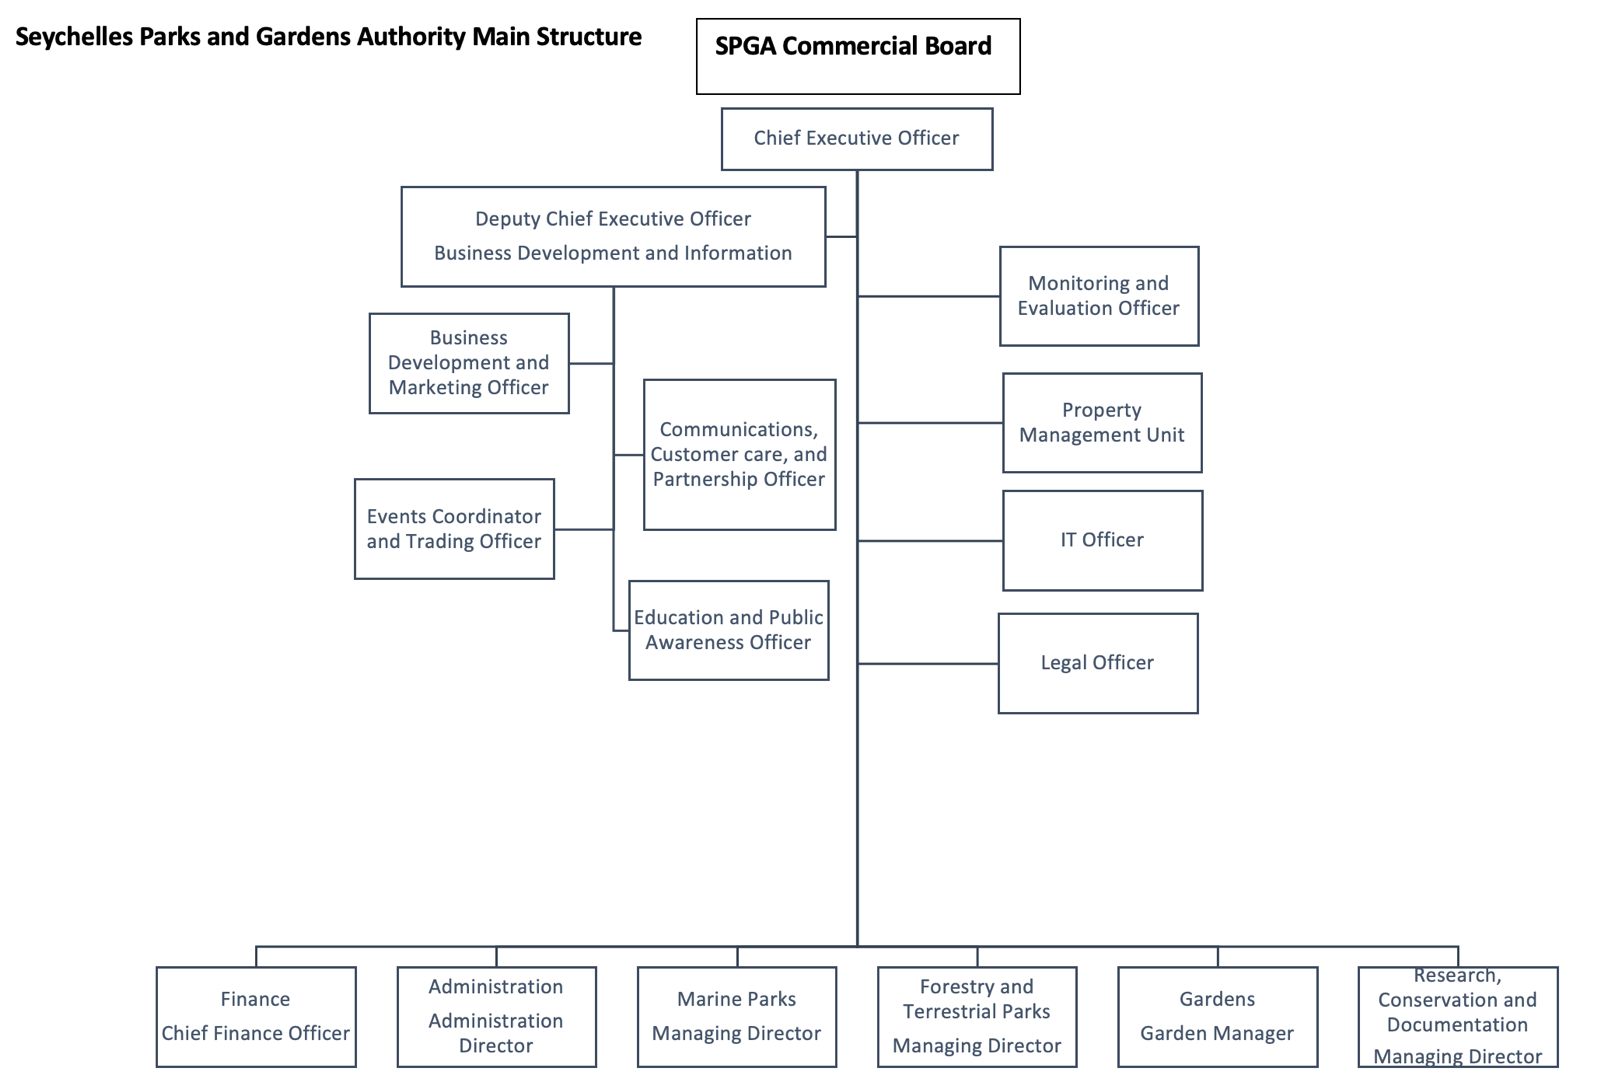 Seychelles Parks and Gardens Authority Main Structure
SPGA Commercial Board
Chief Executive Officer
Deputy Chief Executive Officer
Business Development and Information
Monitoring and
Evaluation Officer
Business
Development and
Marketing Officer
Communications,
Customer care, and
Partnership Officer
Property
Management Unit
Events Coordinator
and Trading Officer
IT Officer
Education and Public
Awareness Officer
Legal Officer
Finance
Chief Finance Officer
Administration
Administration
Director
Marine Parks
Managing Director
Forestry and
Terrestrial Parks
Managing Director
Gardens
Garden Manager
Research,
Conservation and
Documentation
Managing Director